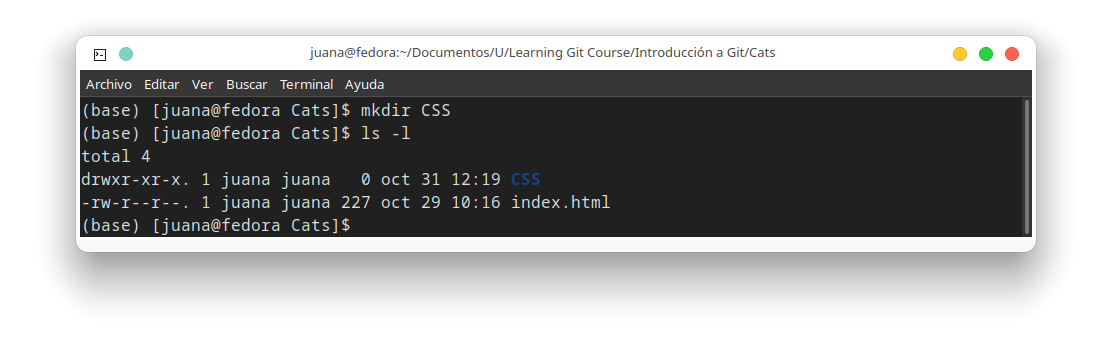 juana@fedora:~/Documentos/U/Learning Git Course/Introducción a Git/Cats
Archivo Editar Ver Buscar Terminal Ayuda
(base) [juana@fedora Cats]$ mkdir CSS
(base) [juana@fedora Cats]$ ls -l
total 4
drwxr-xr-x. 1 juana juana   0 oct 31 12:19 CSS
-rw-r--r--. 1 juana juana 227 oct 29 10:16 index.html
(base) [juana@fedora Cats]$